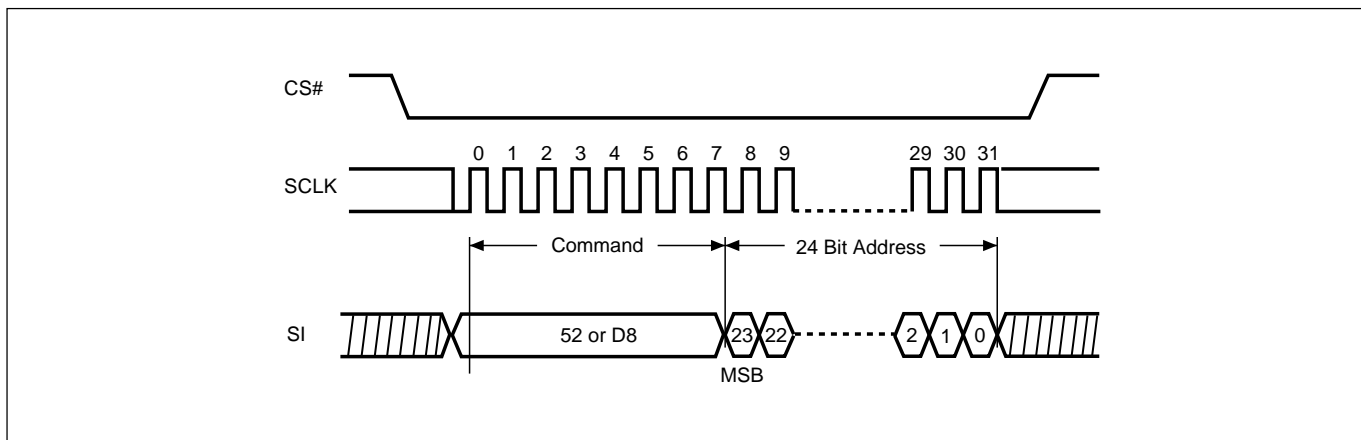 CS#
0 1 2 3 4 5 6 7 8 9 29 30 31
SCLK
Command 24 Bit Address
SI 52 or D8 23 22 2 1 0
MSB